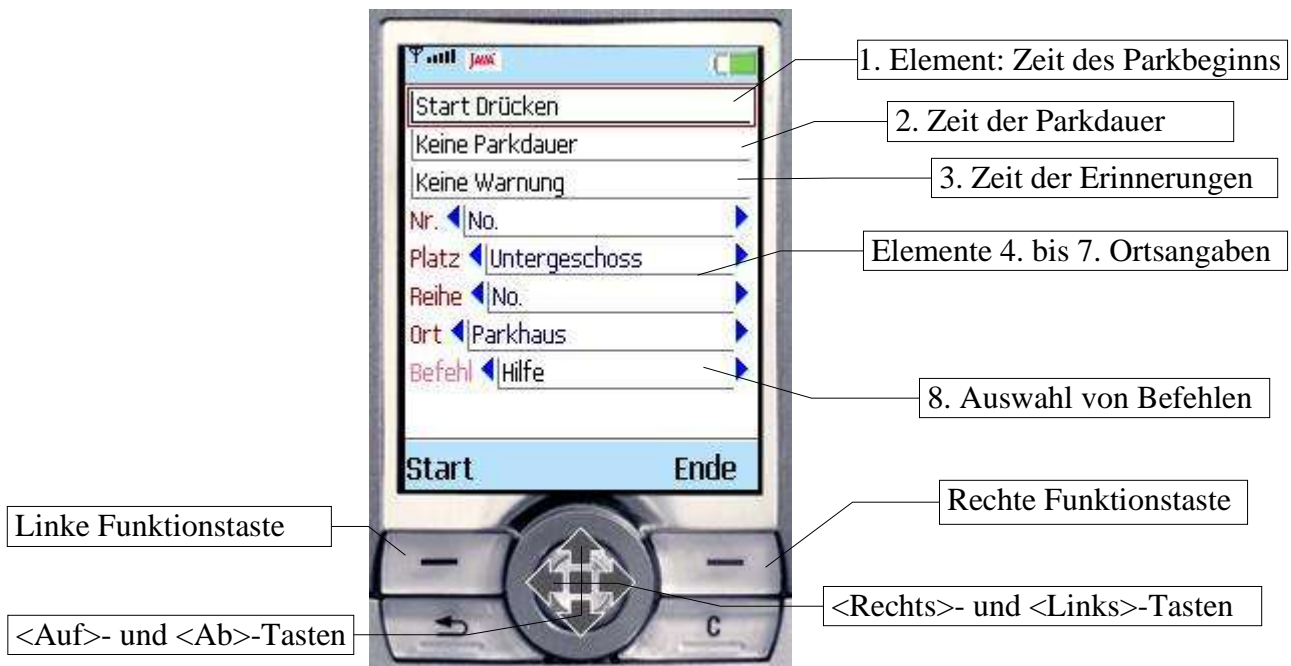 JAVA
1. Element: Zeit des Parkbeginns
Start Drücken
2. Zeit der Parkdauer
Keine Parkdauer
3. Zeit der Erinnerungen
Keine Warnung
Nr. No.
Platz Untergeschoss
Elemente 4. bis 7. Ortsangaben
Reihe No.
Ort Parkhaus
Befehl Hilfe
8. Auswahl von Befehlen
Start Ende
Rechte Funktionstaste
Linke Funktionstaste
<Rechts>- und <Links>-Tasten
<Auf>- und <Ab>-Tasten
C